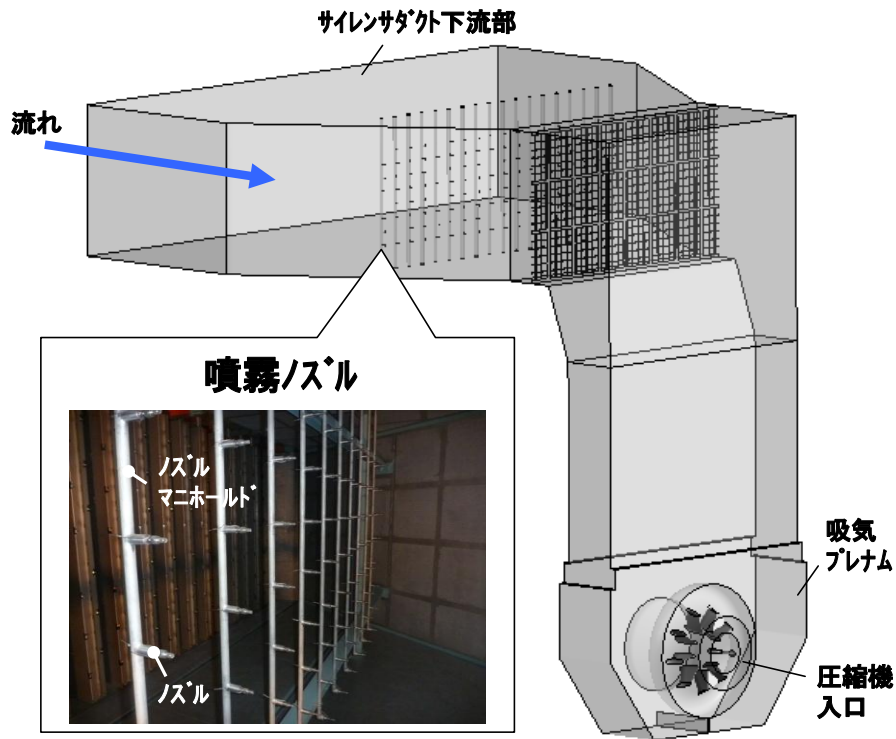 サイレンサダクト下流部
流れ
噴霧ノズル
ノズル
マニホールド
ノズル
吸気
プレナム
圧縮機
入口